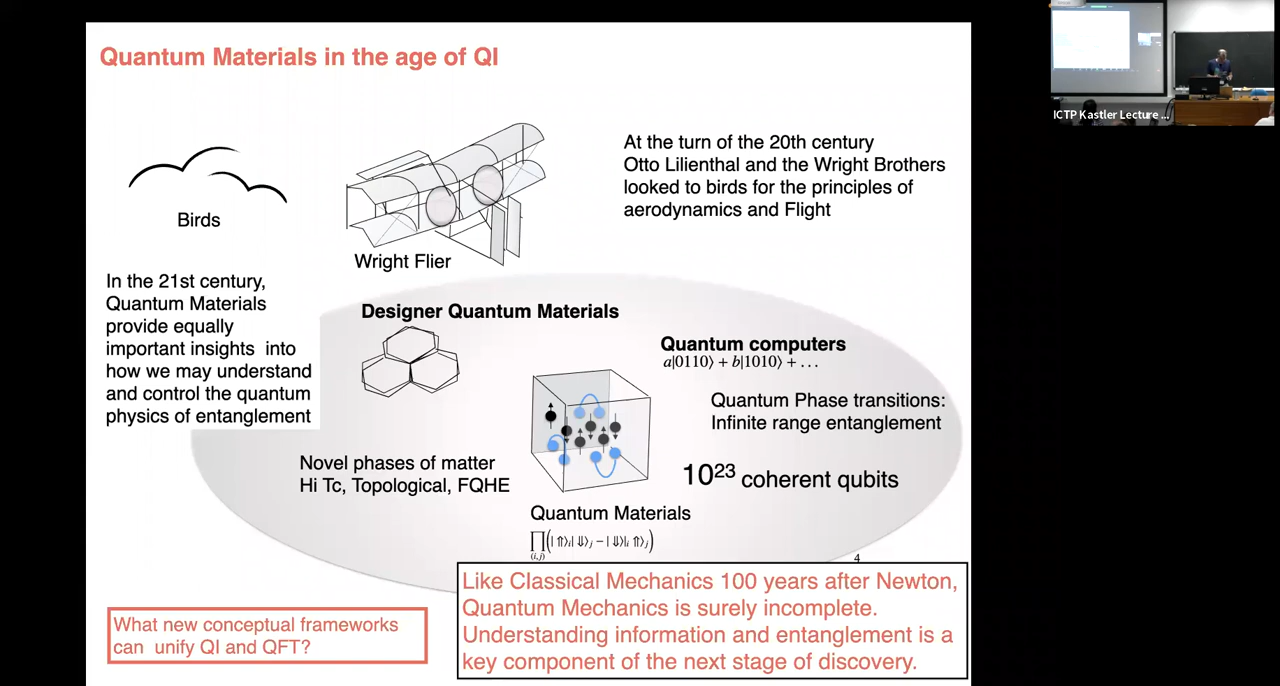 Quantum Materials in the age of QI
ICTP Kastler Lecture ...
At the turn of the 20th century
Otto Lilienthal and the Wright Brothers
looked to birds for the principles of
aerodynamics and Flight
Birds
Wright Flier
In the 21st century,
Quantum Materials
provide equally
important insights into
how we may understand
and control the quantum
physics of entanglement
Designer Quantum Materials
Quantum computers
a|0110⟩ + b|1010⟩ + …
Quantum Phase transitions:
Infinite range entanglement
Novel phases of matter
Hi Tc, Topological, FQHE
10²³ coherent qubits
Quantum Materials
∏(i,j) (|⇑⟩ᵢ|⇓⟩ⱼ − |⇓⟩|ᵢ⇑⟩ⱼ)
4
Like Classical Mechanics 100 years after Newton,
Quantum Mechanics is surely incomplete.
Understanding information and entanglement is a
key component of the next stage of discovery.
What new conceptual frameworks
can unify QI and QFT?